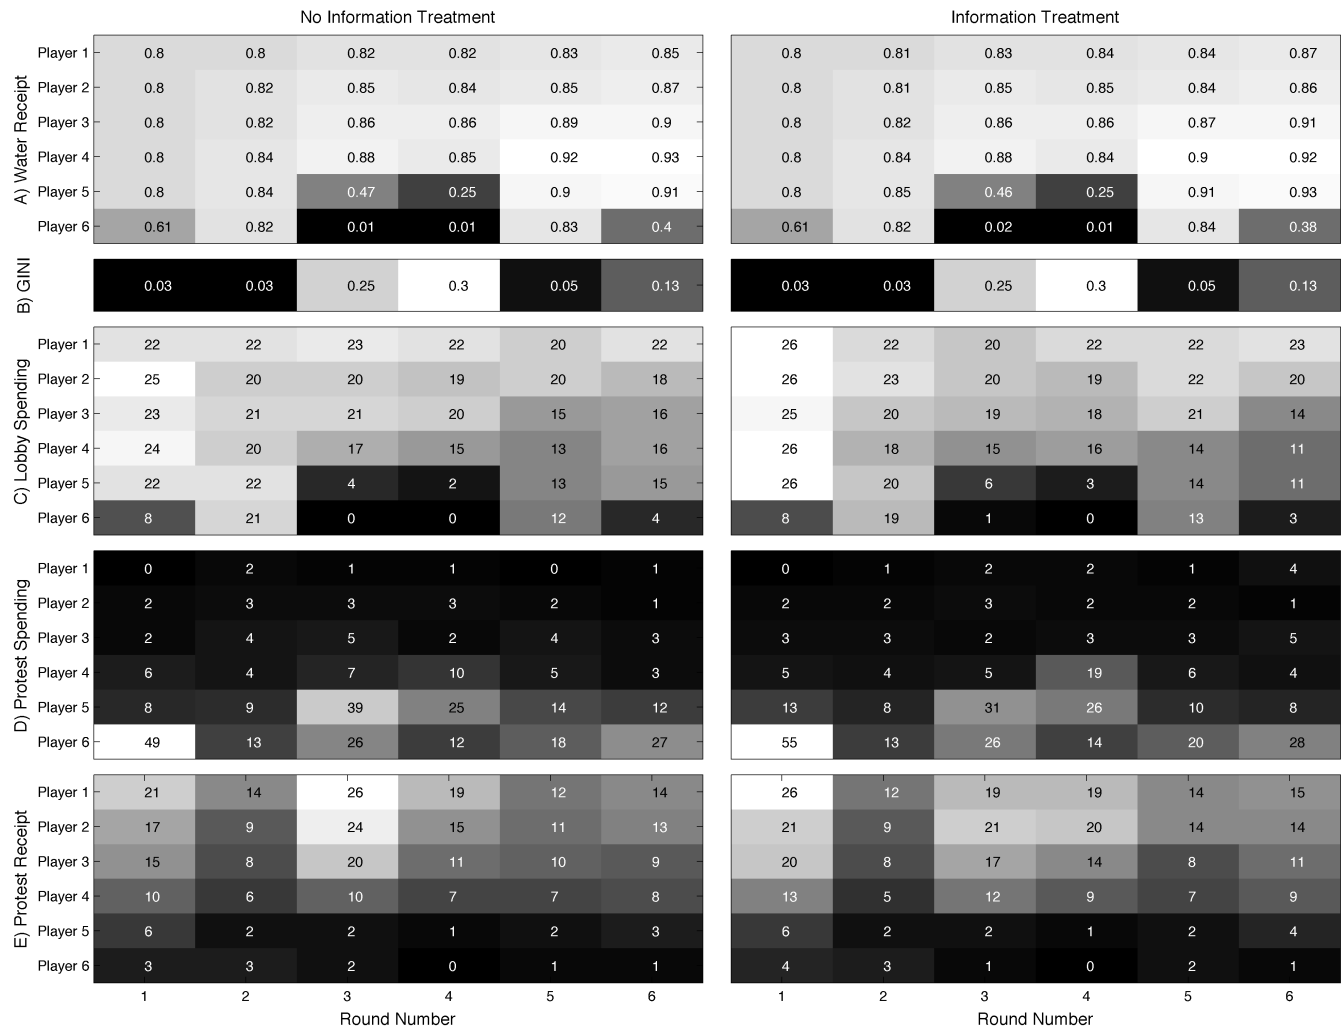 No Information Treatment Information Treatment
A) Water Receipt
Player 1 0.8 0.8 0.82 0.82 0.83 0.85 0.8 0.81 0.83 0.84 0.84 0.87
Player 2 0.8 0.82 0.85 0.84 0.85 0.87 0.8 0.81 0.85 0.85 0.84 0.86
Player 3 0.8 0.82 0.86 0.86 0.89 0.9 0.8 0.82 0.86 0.86 0.87 0.91
Player 4 0.8 0.84 0.88 0.85 0.92 0.93 0.8 0.84 0.88 0.84 0.9 0.92
Player 5 0.8 0.84 0.47 0.25 0.9 0.91 0.8 0.85 0.46 0.25 0.91 0.93
Player 6 0.61 0.82 0.01 0.01 0.83 0.4 0.61 0.82 0.02 0.01 0.84 0.38
B) GINI
0.03 0.03 0.25 0.3 0.05 0.13 0.03 0.03 0.25 0.3 0.05 0.13
C) Lobby Spending
Player 1 22 22 23 22 20 22 26 22 20 22 22 23
Player 2 25 20 20 19 20 18 26 23 20 19 22 20
Player 3 23 21 21 20 15 16 25 20 19 18 21 14
Player 4 24 20 17 15 13 16 26 18 15 16 14 11
Player 5 22 22 4 2 13 15 26 20 6 3 14 11
Player 6 8 21 0 0 12 4 8 19 1 0 13 3
D) Protest Spending
Player 1 0 2 1 1 0 1 0 1 2 2 1 4
Player 2 2 3 3 3 2 1 2 2 3 2 2 1
Player 3 2 4 5 2 4 3 3 3 2 3 3 5
Player 4 6 4 7 10 5 3 5 4 5 19 6 4
Player 5 8 9 39 25 14 12 13 8 31 26 10 8
Player 6 49 13 26 12 18 27 55 13 26 14 20 28
E) Protest Receipt
Player 1 21 14 26 19 12 14 26 12 19 19 14 15
Player 2 17 9 24 15 11 13 21 9 21 20 14 14
Player 3 15 8 20 11 10 9 20 8 17 14 8 11
Player 4 10 6 10 7 7 8 13 5 12 9 7 9
Player 5 6 2 2 1 2 3 6 2 2 1 2 4
Player 6 3 3 2 0 1 1 4 3 1 0 2 1
1 2 3 4 5 6 1 2 3 4 5 6
Round Number Round Number